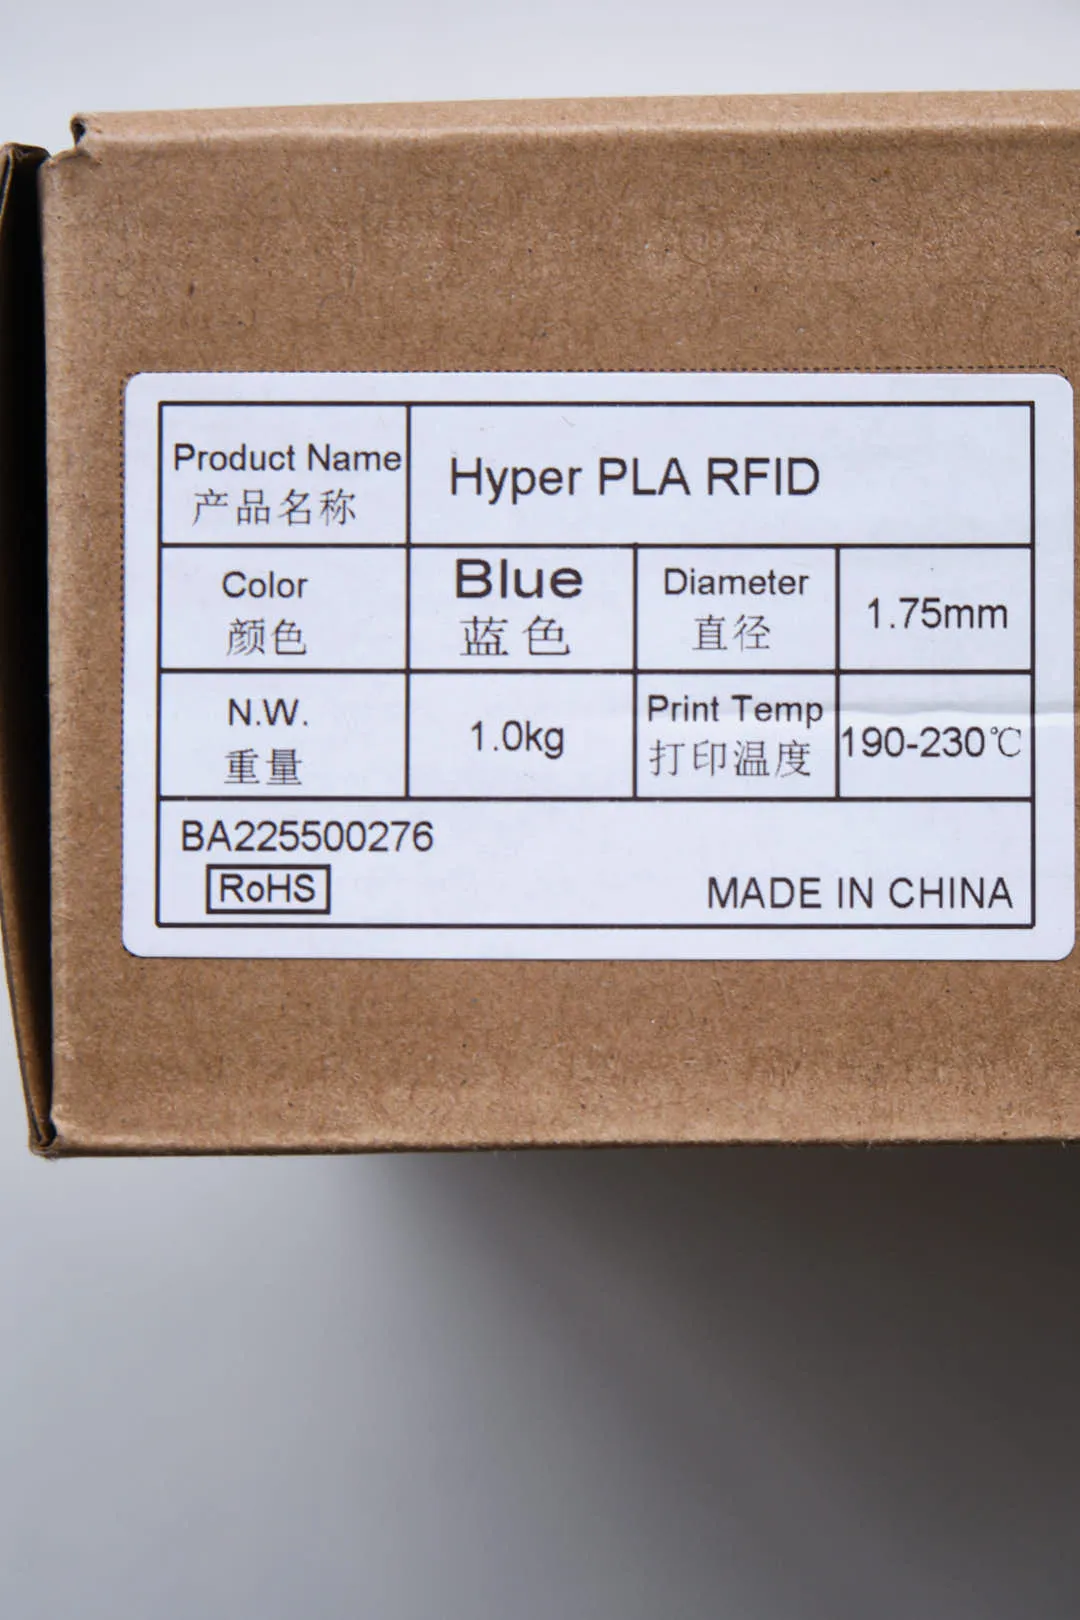 Product Name
产品名称
Hyper PLA RFID
Color
颜色
Blue
蓝色
Diameter
直径
1.75mm
N.W.
重量
1.0kg
Print Temp
打印温度
190-230℃
BA225500276
RoHS
MADE IN CHINA